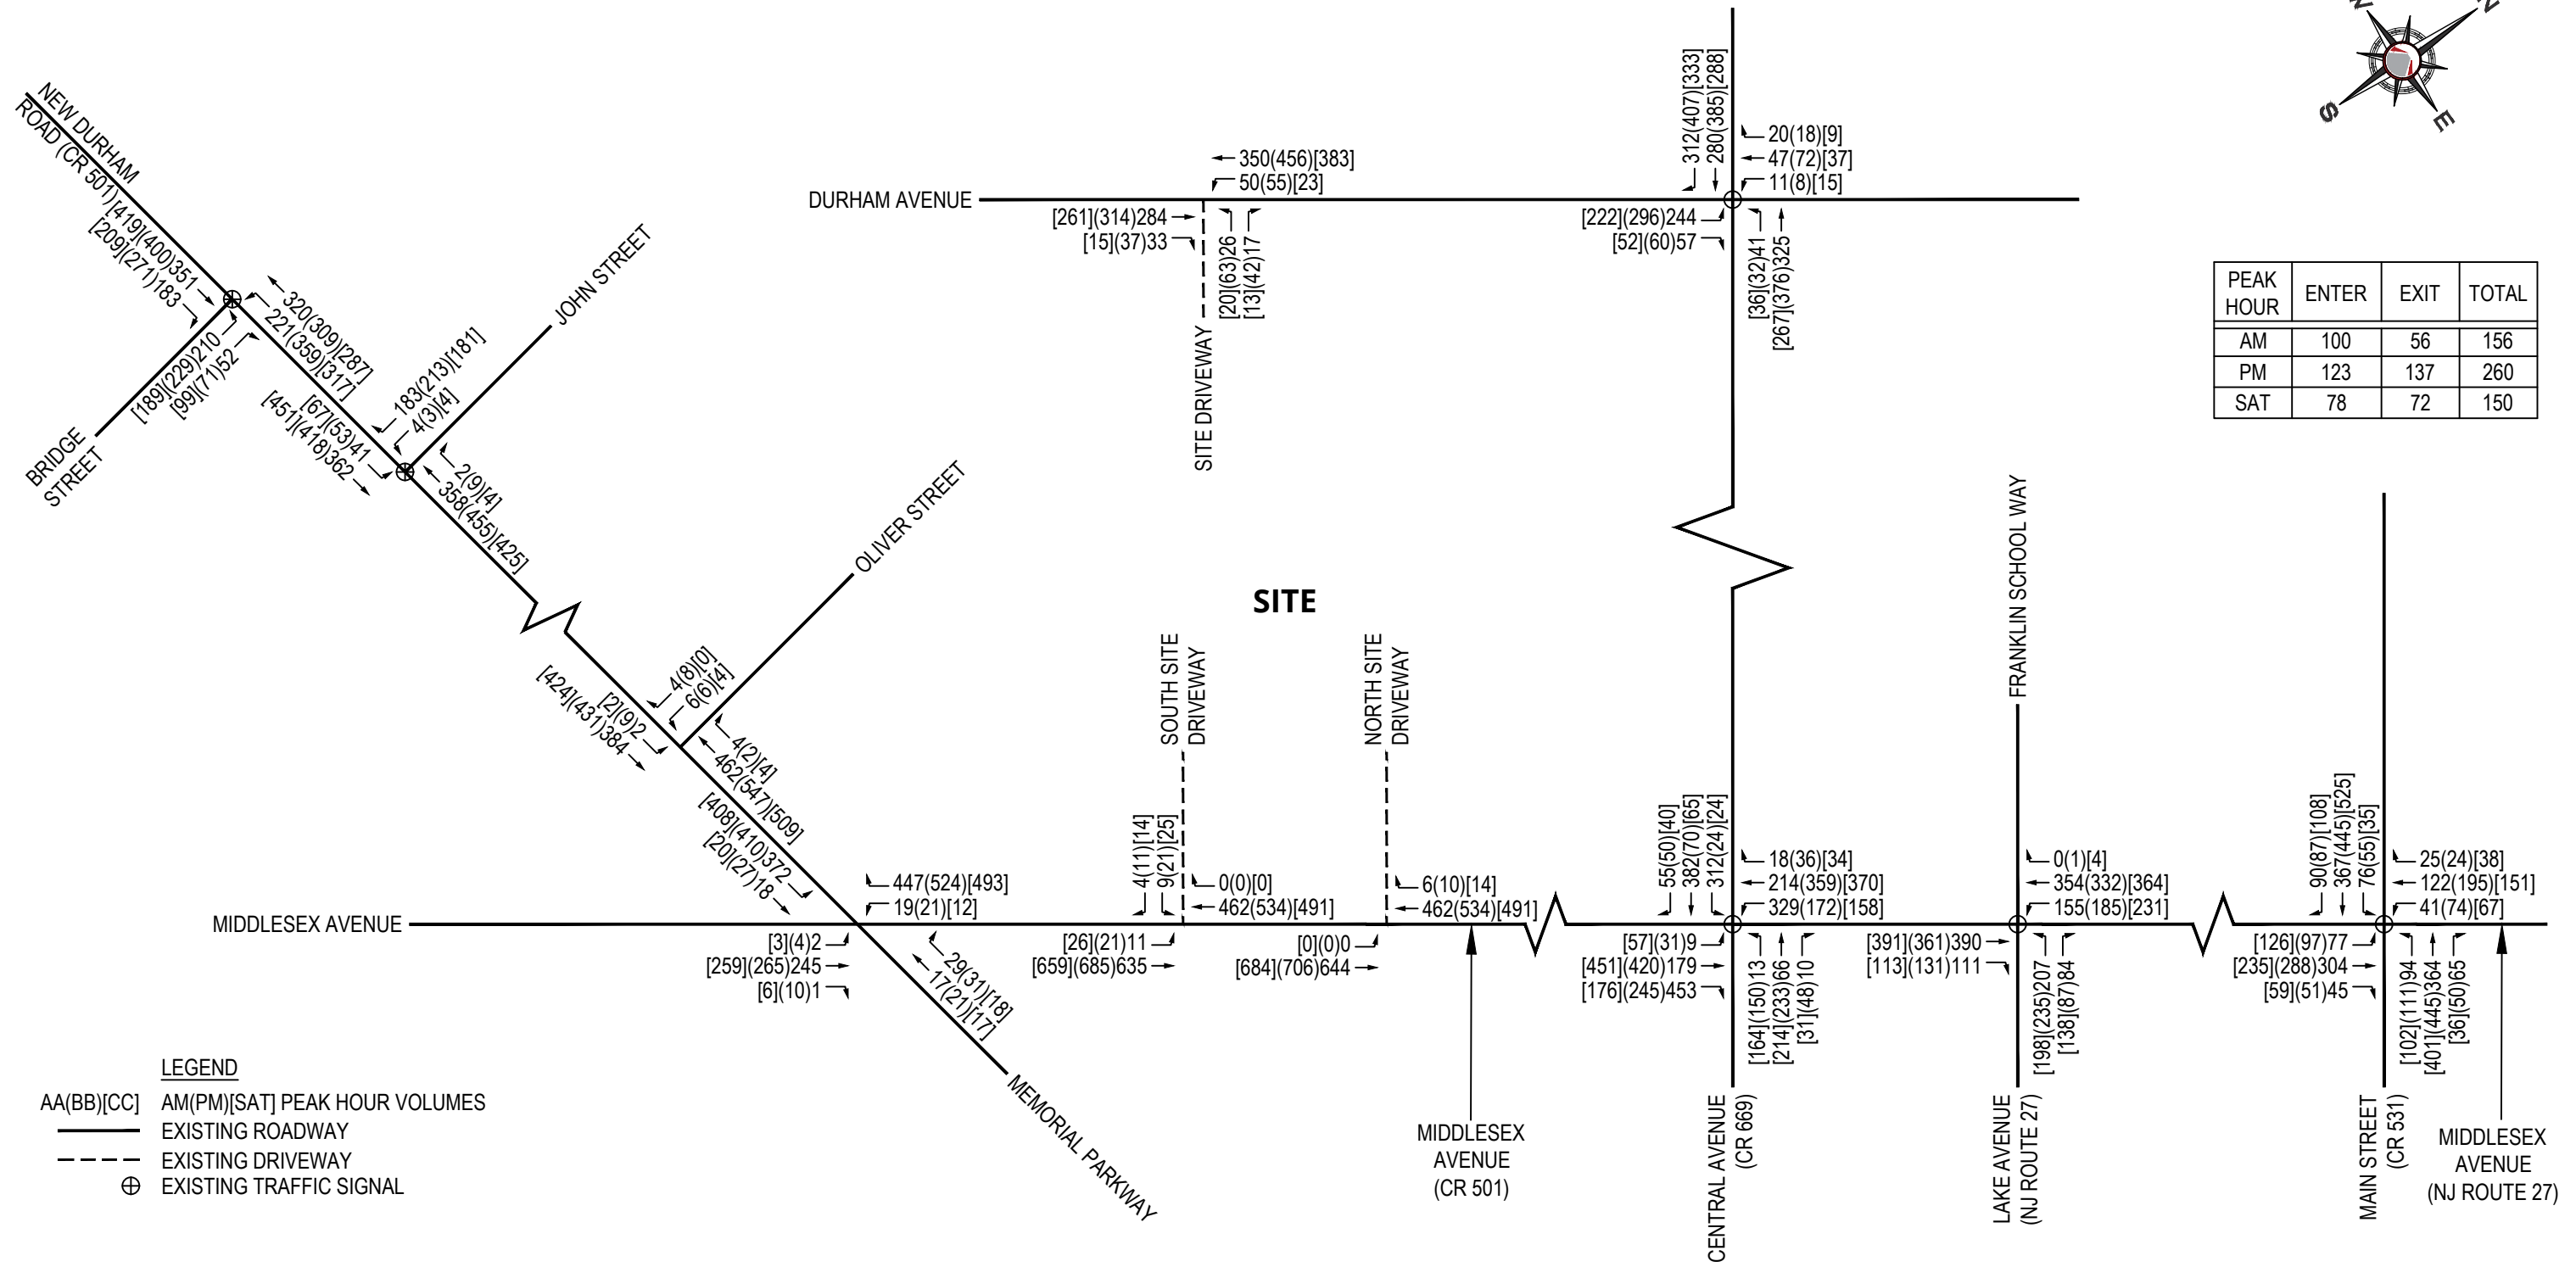 N
W
S
E
NEW DURHAM
ROAD (CR 501)
[419](400)351
[209](271)183
320(309)[287]
221(359)[317]
[189](229)210
[99](71)52
BRIDGE
STREET
JOHN STREET
183(213)[181]
4(3)[4]
[67](53)41
[451](418)362
2(9)[4]
358(455)[425]
OLIVER STREET
4(8)[0]
6(6)[4]
[2](9)2
[424](431)384
4(2)[4]
462(547)[509]
[408](410)372
[20](27)18
DURHAM AVENUE
350(456)[383]
50(55)[23]
[261](314)284
[15](37)33
[20](63)26
[13](42)17
SITE DRIVEWAY
312(407)[333]
280(385)[288]
20(18)[9]
47(72)[37]
11(8)[15]
[222](296)244
[52](60)57
[36](32)41
[267](376)325
PEAK HOUR ENTER EXIT TOTAL
AM 100 56 156
PM 123 137 260
SAT 78 72 150
SITE
MIDDLESEX AVENUE
447(524)[493]
19(21)[12]
[3](4)2
[259](265)245
[6](10)1
29(31)[18]
17(21)[17]
MEMORIAL PARKWAY
SOUTH SITE
DRIVEWAY
4(11)[14]
9(21)[25]
0(0)[0]
462(534)[491]
[26](21)11
[659](685)635
NORTH SITE
DRIVEWAY
6(10)[14]
462(534)[491]
[0](0)0
[684](706)644
MIDDLESEX
AVENUE
(CR 501)
55(50)[40]
382(70)[65]
312(24)[24]
18(36)[34]
214(359)[370]
329(172)[158]
[57](31)9
[451](420)179
[176](245)453
[164](150)13
[214](233)66
[31](48)10
CENTRAL AVENUE
(CR 669)
FRANKLIN SCHOOL WAY
0(1)[4]
354(332)[364]
155(185)[231]
[391](361)390
[113](131)111
[198](235)207
[138](87)84
LAKE AVENUE
(NJ ROUTE 27)
90(87)[108]
367(445)[525]
76(55)[35]
25(24)[38]
122(195)[151]
41(74)[67]
[126](97)77
[235](288)304
[59](51)45
[102](111)94
[401](445)364
[36](50)65
MAIN STREET
(CR 531)
MIDDLESEX
AVENUE
(NJ ROUTE 27)
LEGEND
AA(BB)[CC] AM(PM)[SAT] PEAK HOUR VOLUMES
EXISTING ROADWAY
EXISTING DRIVEWAY
EXISTING TRAFFIC SIGNAL